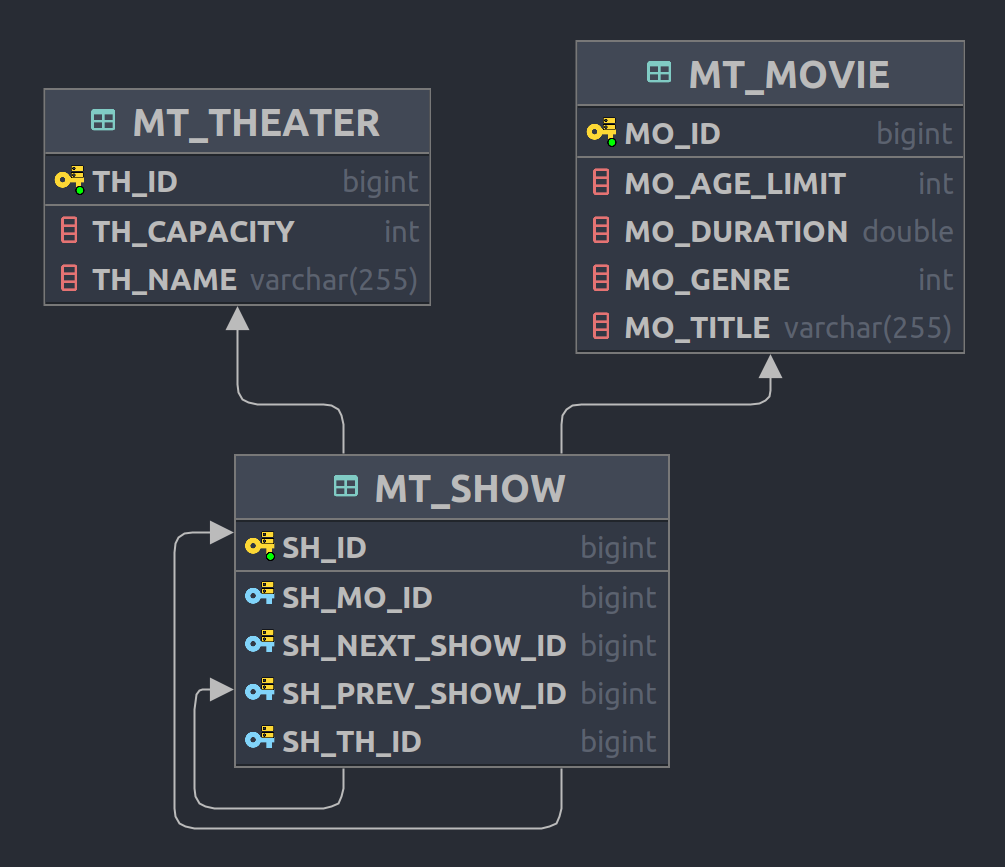 MT_THEATER
TH_ID bigint
TH_CAPACITY int
TH_NAME varchar(255)
MT_MOVIE
MO_ID bigint
MO_AGE_LIMIT int
MO_DURATION double
MO_GENRE int
MO_TITLE varchar(255)
MT_SHOW
SH_ID bigint
SH_MO_ID bigint
SH_NEXT_SHOW_ID bigint
SH_PREV_SHOW_ID bigint
SH_TH_ID bigint